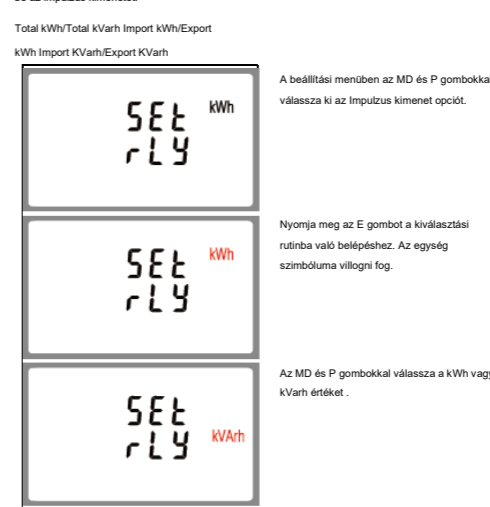 Total kWh/Total kVarh Import kWh/Export
kWh Import KVarh/Export KVarh
SEt kWh
rLY
A beállítási menüben az MD és P gombokka
válassza ki az Impulzus kimenet opciót.
SEt kWh
rLY
Nyomja meg az E gombot a kiválasztási
rutinba való belépéshez. Az egység
szimbóluma villogni fog.
SEt
rLY kVArh
Az MD és P gombokkal válassza a kWh vagy
kVarh értéket .